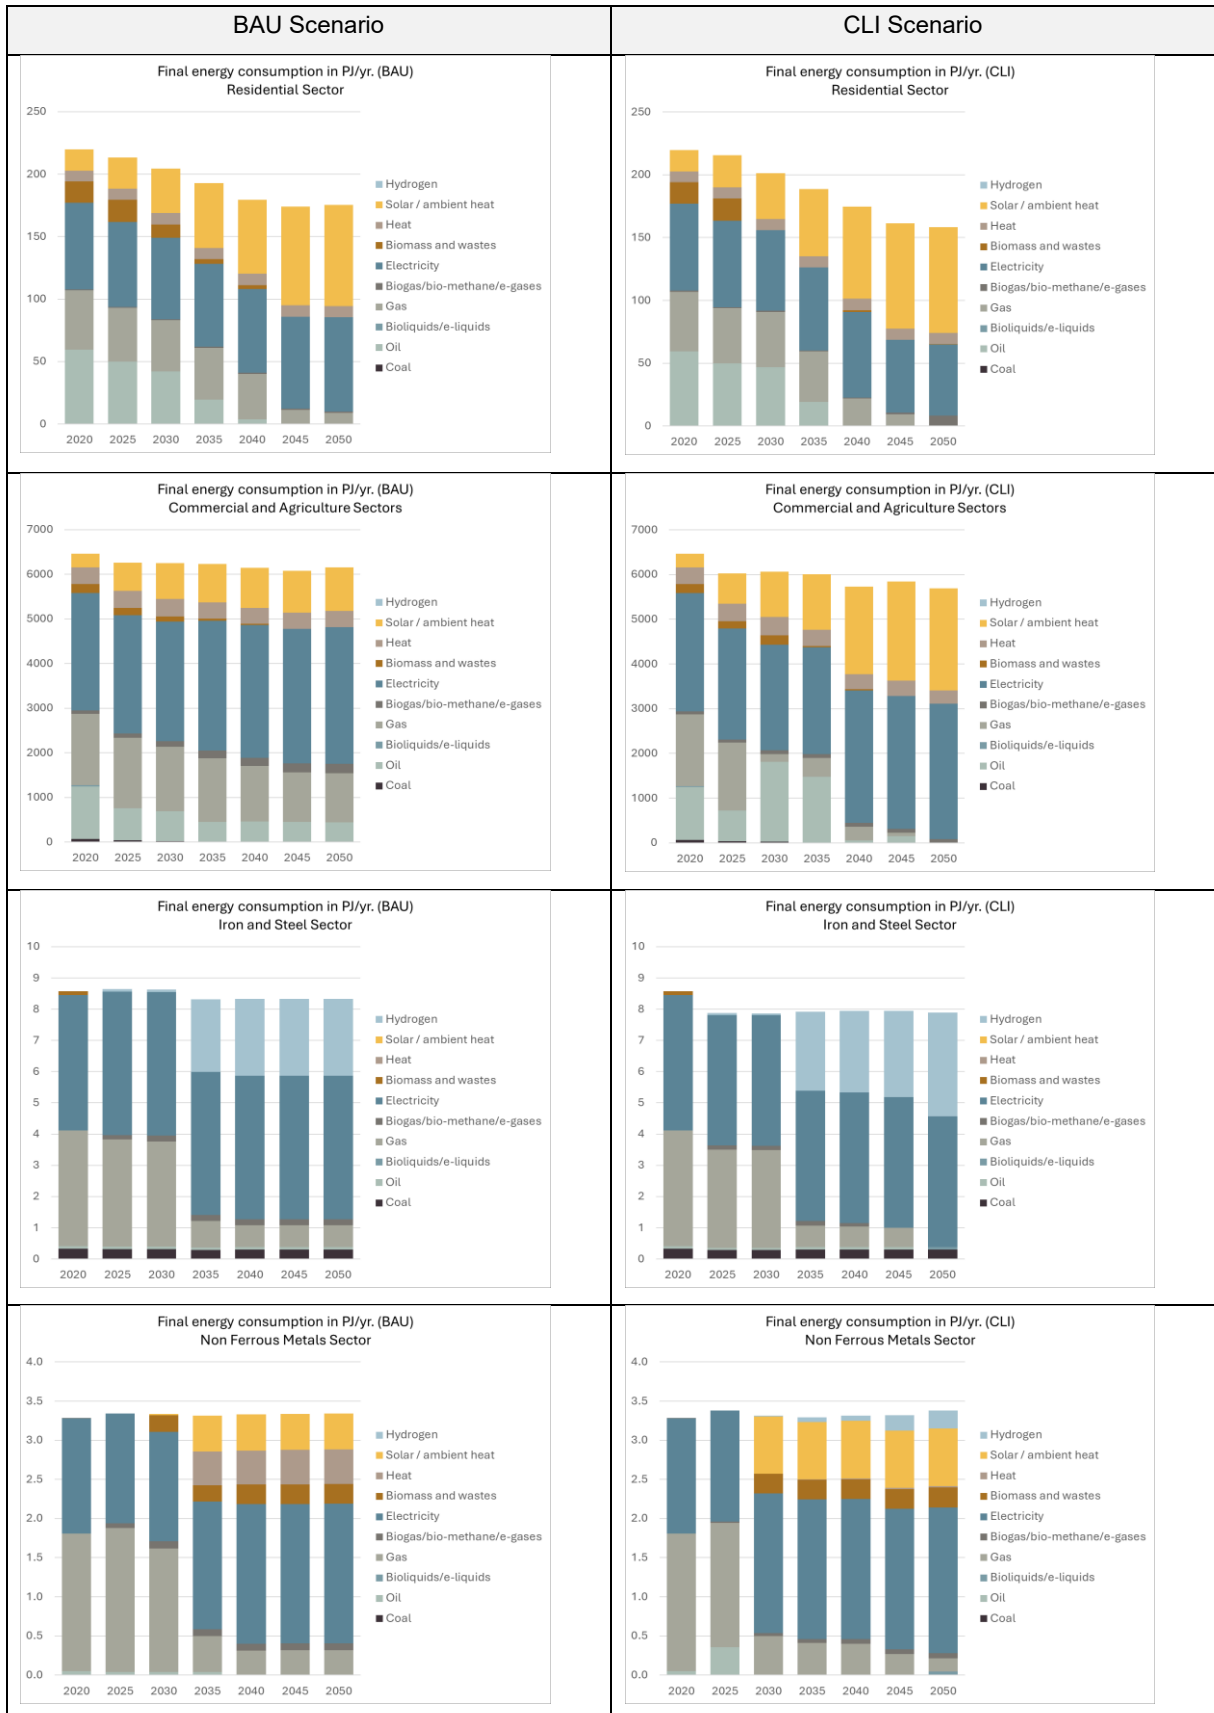 BAU Scenario
CLI Scenario
Final energy consumption in PJ/yr. (BAU)
Residential Sector
250
200
150
100
50
0
2020 2025 2030 2035 2040 2045 2050
Hydrogen
Solar / ambient heat
Heat
Biomass and wastes
Electricity
Biogas/bio-methane/e-gases
Gas
Bioliquids/e-liquids
Oil
Coal
Final energy consumption in PJ/yr. (CLI)
Residential Sector
250
200
150
100
50
0
2020 2025 2030 2035 2040 2045 2050
Hydrogen
Solar / ambient heat
Heat
Biomass and wastes
Electricity
Biogas/bio-methane/e-gases
Gas
Bioliquids/e-liquids
Oil
Coal
Final energy consumption in PJ/yr. (BAU)
Commercial and Agriculture Sectors
7000
6000
5000
4000
3000
2000
1000
0
2020 2025 2030 2035 2040 2045 2050
Hydrogen
Solar / ambient heat
Heat
Biomass and wastes
Electricity
Biogas/bio-methane/e-gases
Gas
Bioliquids/e-liquids
Oil
Coal
Final energy consumption in PJ/yr. (CLI)
Commercial and Agriculture Sectors
7000
6000
5000
4000
3000
2000
1000
0
2020 2025 2030 2035 2040 2045 2050
Hydrogen
Solar / ambient heat
Heat
Biomass and wastes
Electricity
Biogas/bio-methane/e-gases
Gas
Bioliquids/e-liquids
Oil
Coal
Final energy consumption in PJ/yr. (BAU)
Iron and Steel Sector
10
9
8
7
6
5
4
3
2
1
0
2020 2025 2030 2035 2040 2045 2050
Hydrogen
Solar / ambient heat
Heat
Biomass and wastes
Electricity
Biogas/bio-methane/e-gases
Gas
Bioliquids/e-liquids
Oil
Coal
Final energy consumption in PJ/yr. (CLI)
Iron and Steel Sector
10
9
8
7
6
5
4
3
2
1
0
2020 2025 2030 2035 2040 2045 2050
Hydrogen
Solar / ambient heat
Heat
Biomass and wastes
Electricity
Biogas/bio-methane/e-gases
Gas
Bioliquids/e-liquids
Oil
Coal
Final energy consumption in PJ/yr. (BAU)
Non Ferrous Metals Sector
4.0
3.5
3.0
2.5
2.0
1.5
1.0
0.5
0.0
2020 2025 2030 2035 2040 2045 2050
Hydrogen
Solar / ambient heat
Heat
Biomass and wastes
Electricity
Biogas/bio-methane/e-gases
Gas
Bioliquids/e-liquids
Oil
Coal
Final energy consumption in PJ/yr. (CLI)
Non Ferrous Metals Sector
4.0
3.5
3.0
2.5
2.0
1.5
1.0
0.5
0.0
2020 2025 2030 2035 2040 2045 2050
Hydrogen
Solar / ambient heat
Heat
Biomass and wastes
Electricity
Biogas/bio-methane/e-gases
Gas
Bioliquids/e-liquids
Oil
Coal